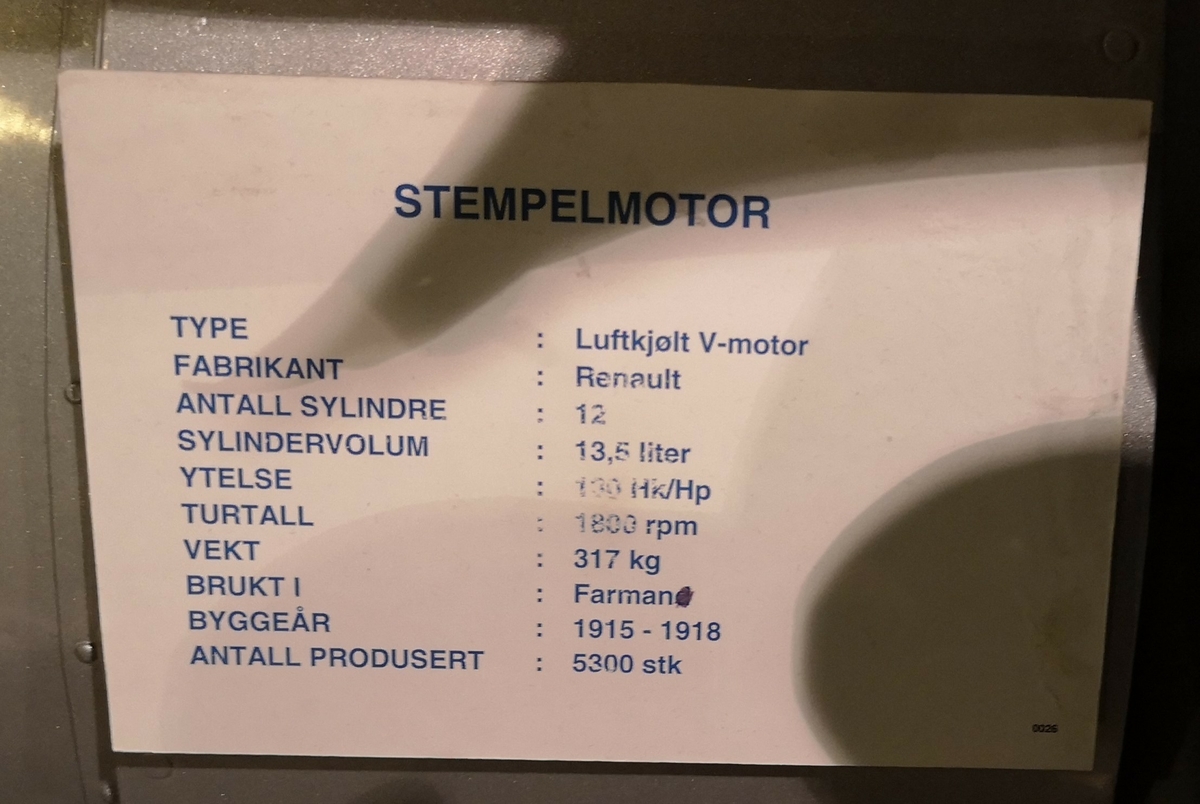 STEMPELMOTOR
TYPE : Luftkjølt V-motor
FABRIKANT : Renault
ANTALL SYLINDRE : 12
SYLINDERVOLUM : 13,5 liter
YTELSE : Hk/Hp
TURTALL : 1800 rpm
VEKT : 317 kg
BRUKT I : Farman
BYGGEÅR : 1915 - 1918
ANTALL PRODUSERT : 5300 stk
0026